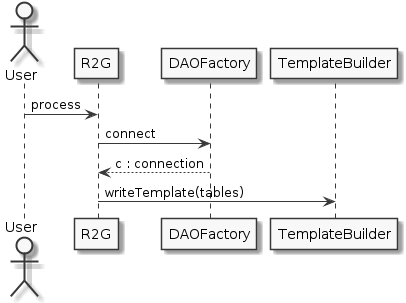 User
R2G
DAOFactory
TemplateBuilder
process
connect
c : connection
writeTemplate(tables)
User
R2G
DAOFactory
TemplateBuilder